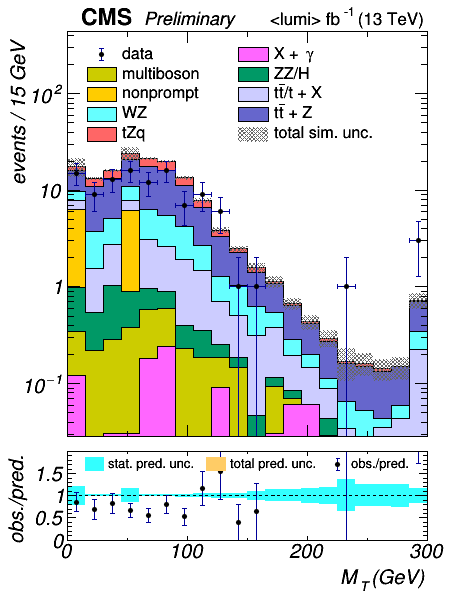 CMS Preliminary <lumi> fb⁻¹ (13 TeV)
events / 15 GeV
data
multiboson
nonprompt
WZ
tZq
X + γ
ZZ/H
tt̄/t + X
tt̄ + Z
total sim. unc.
10²
10
1
10⁻¹
obs./pred.
stat. pred. unc. total pred. unc. obs./pred.
1.5
1
0.5
0
0 100 200 300
M_T (GeV)